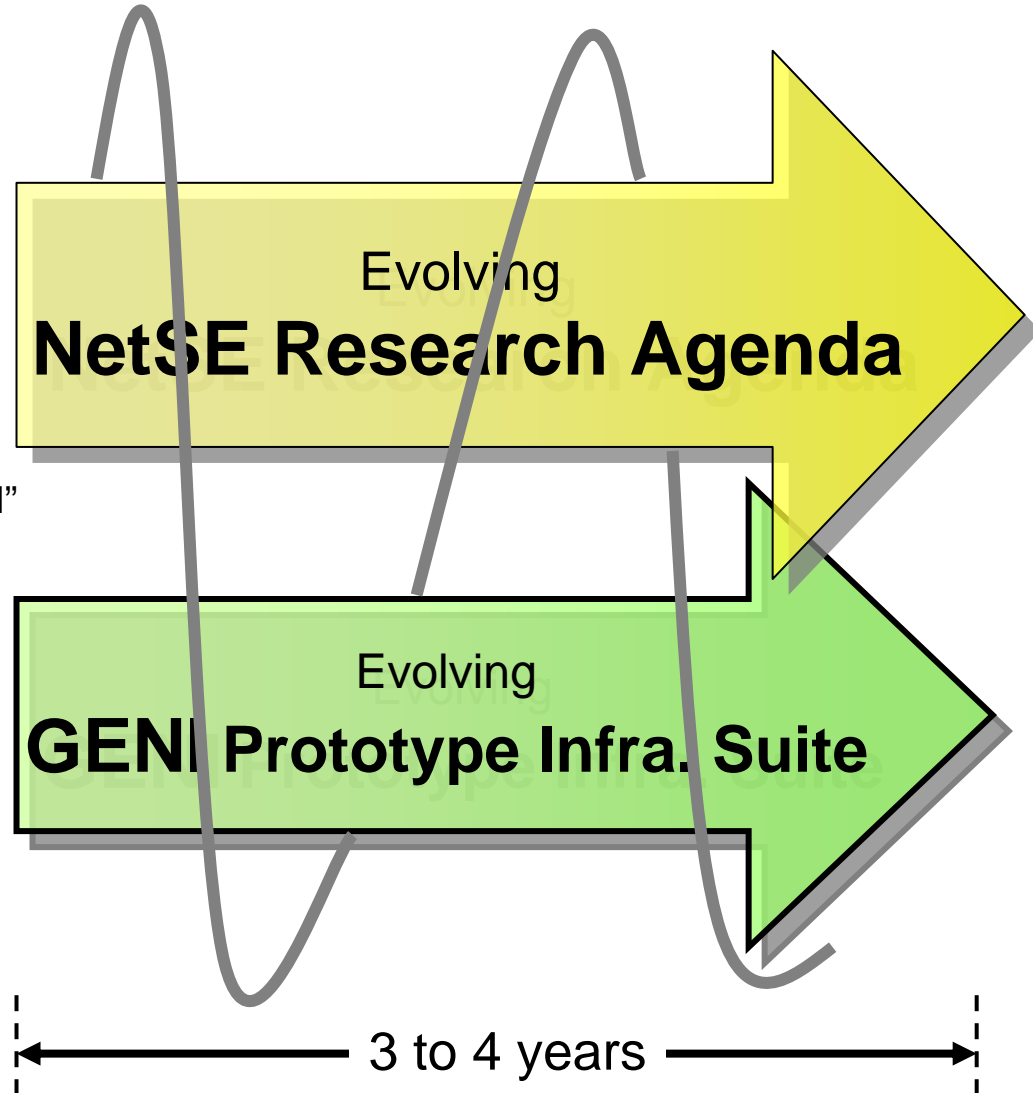 Evolving
NetSE Research Agenda
Evolving
GENI Prototype Infra. Suite
3 to 4 years